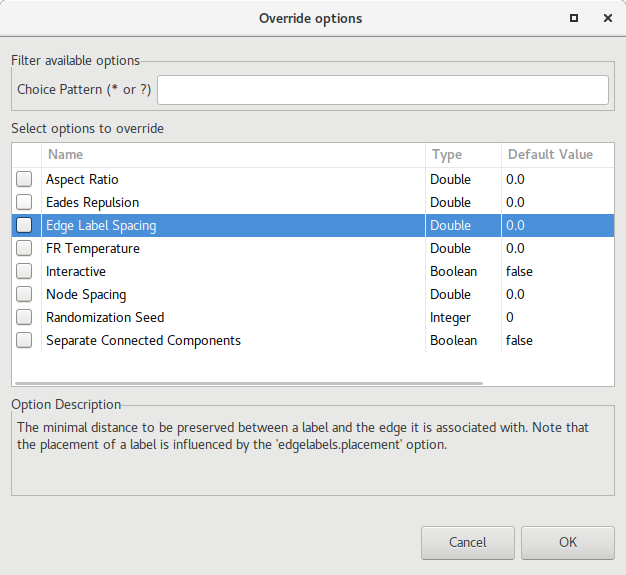 Override options
Filter available options
Choice Pattern (* or ?)
Select options to override
Name Type Default Value
Aspect Ratio Double 0.0
Eades Repulsion Double 0.0
Edge Label Spacing Double 0.0
FR Temperature Double 0.0
Interactive Boolean false
Node Spacing Double 0.0
Randomization Seed Integer 0
Separate Connected Components Boolean false
Option Description
The minimal distance to be preserved between a label and the edge it is associated with. Note that
the placement of a label is influenced by the 'edgelabels.placement' option.
Cancel OK